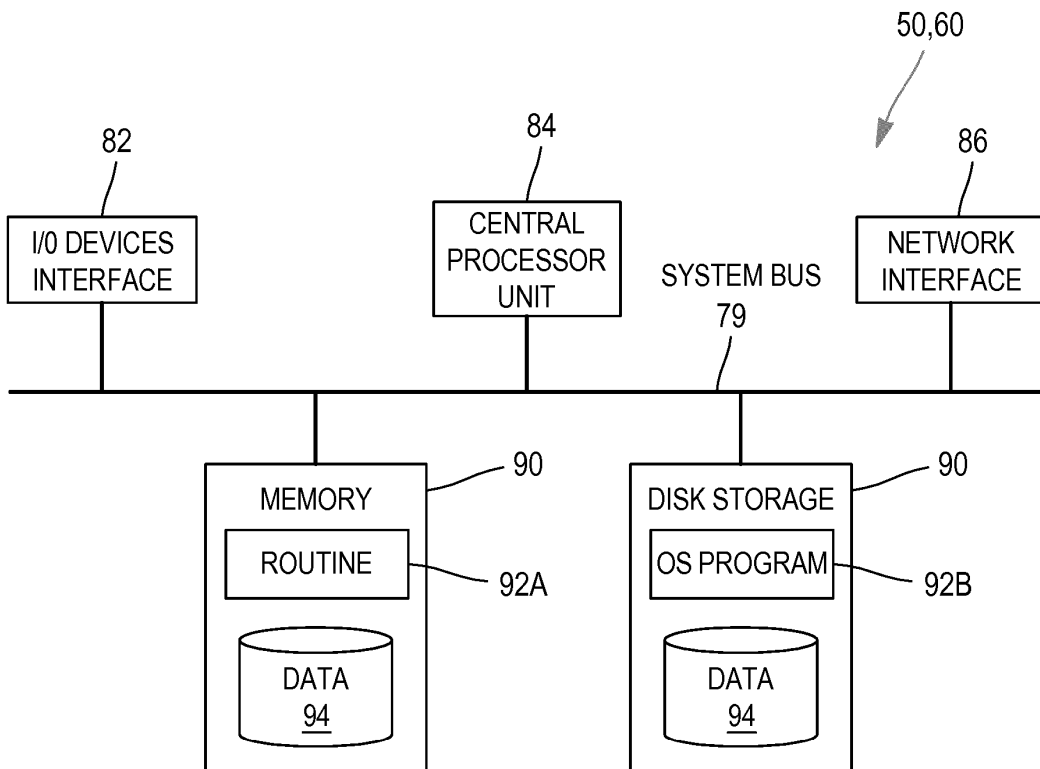 50,60
82
84
86
I/0 DEVICES
INTERFACE
CENTRAL
PROCESSOR
UNIT
NETWORK
INTERFACE
SYSTEM BUS
79
90
90
MEMORY
DISK STORAGE
ROUTINE
OS PROGRAM
92A
92B
DATA
94
DATA
94